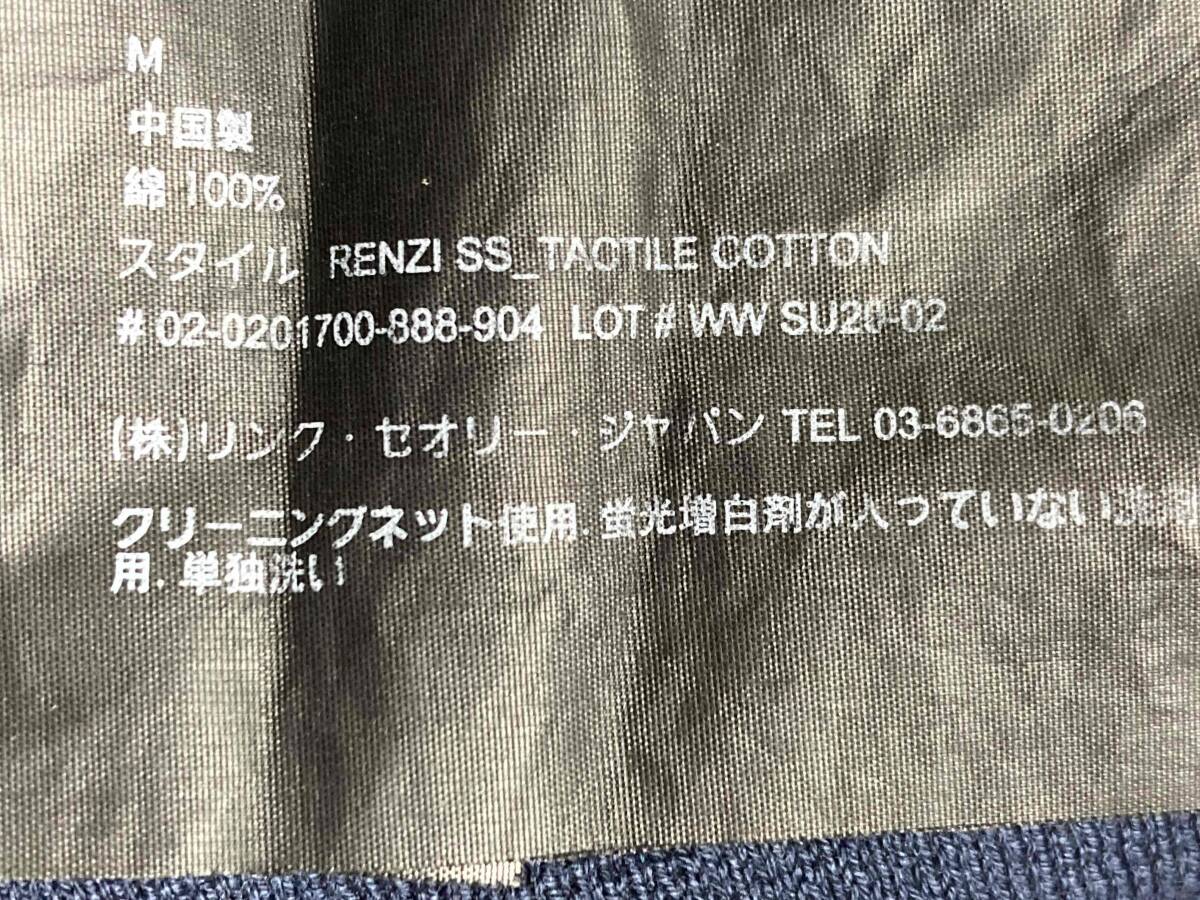 M
中国製
綿 100%
スタイル RENZI SS_TACTILE COTTON
# 02-0201700-888-904 LOT # WW SU20-02
(株)リンク・セオリー・ジャパン TEL 03-6865-0206
クリーニングネット使用.蛍光増白剤が入っていない
用.単独洗い